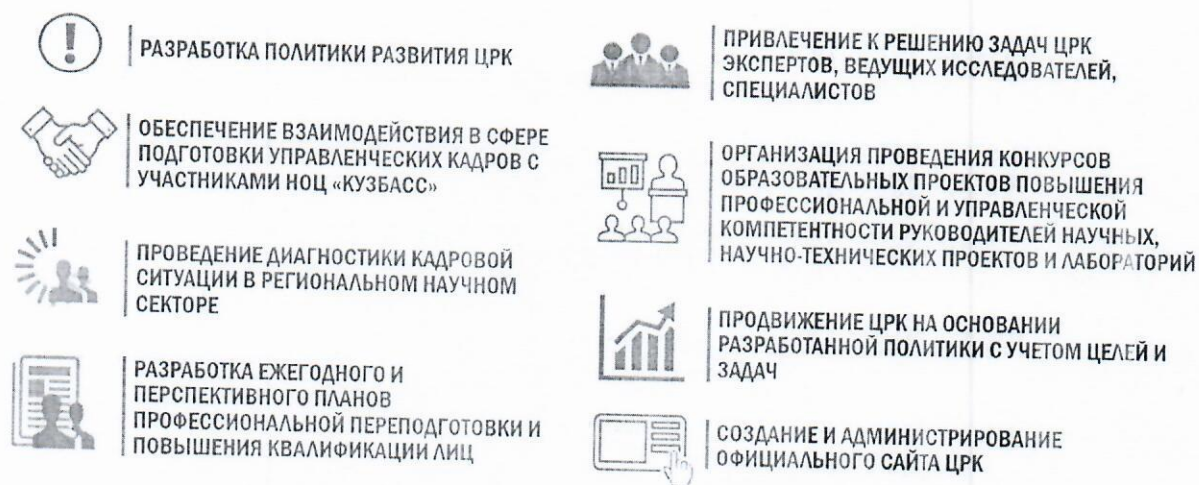 РАЗРАБОТКА ПОЛИТИКИ РАЗВИТИЯ ЦРК
ОБЕСПЕЧЕНИЕ ВЗАИМОДЕЙСТВИЯ В СФЕРЕ
ПОДГОТОВКИ УПРАВЛЕНЧЕСКИХ КАДРОВ С
УЧАСТНИКАМИ НОЦ «КУЗБАСС»
ПРОВЕДЕНИЕ ДИАГНОСТИКИ КАДРОВОЙ
СИТУАЦИИ В РЕГИОНАЛЬНОМ НАУЧНОМ
СЕКТОРЕ
РАЗРАБОТКА ЕЖЕГОДНОГО И
ПЕРСПЕКТИВНОГО ПЛАНОВ
ПРОФЕССИОНАЛЬНОЙ ПЕРЕПОДГОТОВКИ И
ПОВЫШЕНИЯ КВАЛИФИКАЦИИ ЛИЦ
ПРИВЛЕЧЕНИЕ К РЕШЕНИЮ ЗАДАЧ ЦРК
ЭКСПЕРТОВ, ВЕДУЩИХ ИССЛЕДОВАТЕЛЕЙ,
СПЕЦИАЛИСТОВ
ОРГАНИЗАЦИЯ ПРОВЕДЕНИЯ КОНКУРСОВ
ОБРАЗОВАТЕЛЬНЫХ ПРОЕКТОВ ПОВЫШЕНИЯ
ПРОФЕССИОНАЛЬНОЙ И УПРАВЛЕНЧЕСКОЙ
КОМПЕТЕНТНОСТИ РУКОВОДИТЕЛЕЙ НАУЧНЫХ,
НАУЧНО-ТЕХНИЧЕСКИХ ПРОЕКТОВ И ЛАБОРАТОРИЙ
ПРОДВИЖЕНИЕ ЦРК НА ОСНОВАНИИ
РАЗРАБОТАННОЙ ПОЛИТИКИ С УЧЕТОМ ЦЕЛЕЙ И
ЗАДАЧ
СОЗДАНИЕ И АДМИНИСТРИРОВАНИЕ
ОФИЦИАЛЬНОГО САЙТА ЦРК